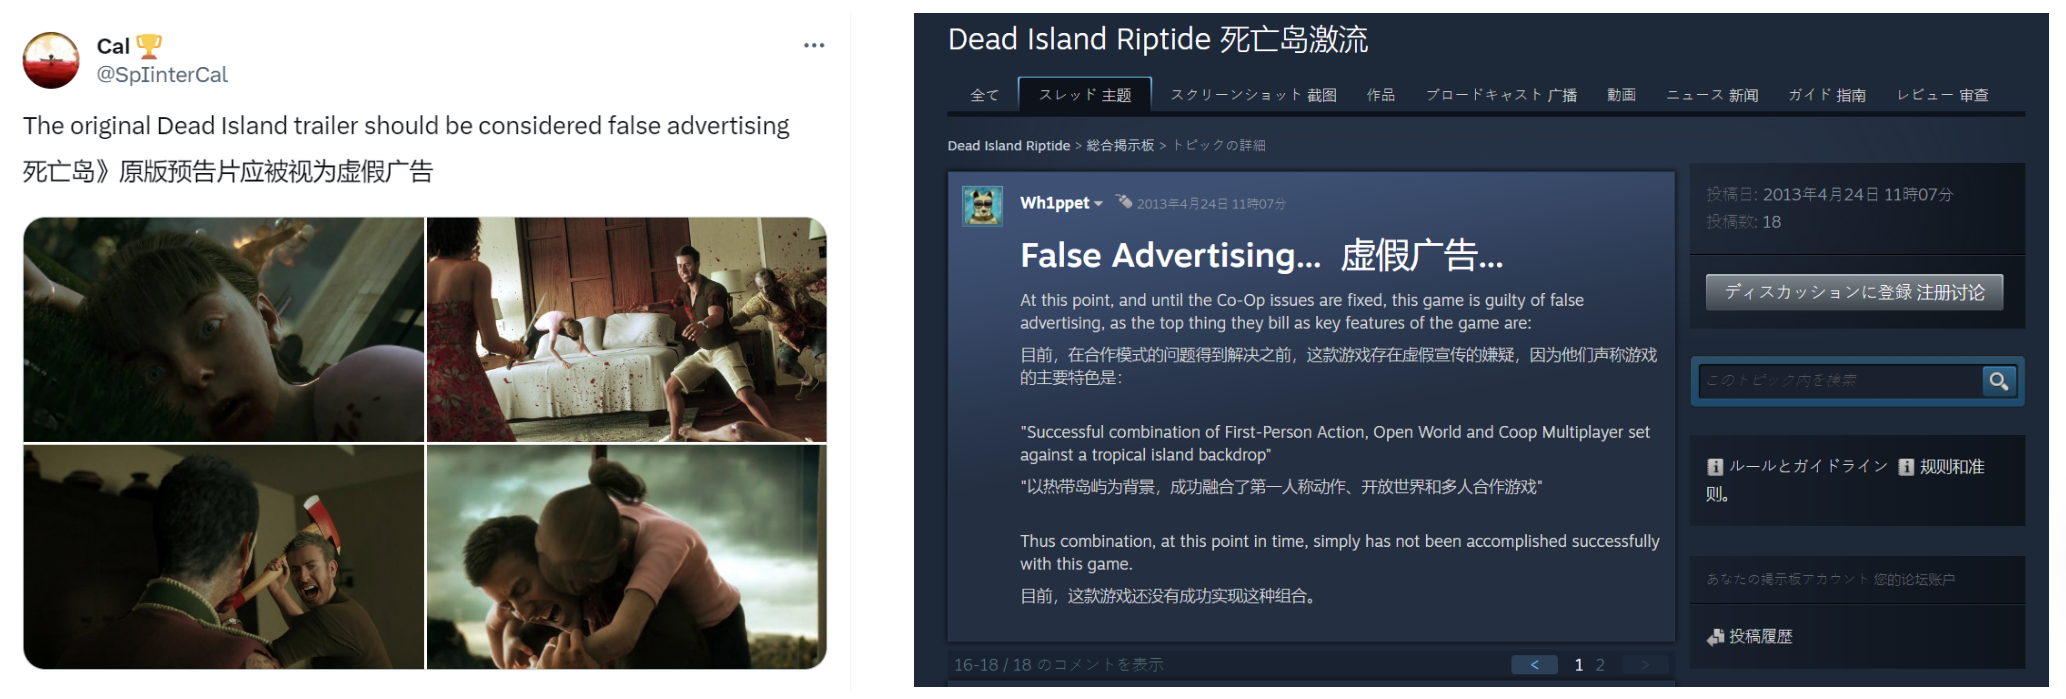 Cal
@SpIinterCal
The original Dead Island trailer should be considered false advertising
死亡岛》原版预告片应被视为虚假广告
Dead Island Riptide 死亡岛激流
全て スレッド 主题 スクリーンショット 截图 作品 ブロードキャスト 广播 動画 ニュース 新闻 ガイド 指南 レビュー 审查
Dead Island Riptide > 総合掲示板 > トピックの詳細
Wh1ppet 2013年4月24日 11時07分
False Advertising... 虚假广告...
At this point, and until the Co-Op issues are fixed, this game is guilty of false
advertising, as the top thing they bill as key features of the game are:
目前，在合作模式的问题得到解决之前，这款游戏存在虚假宣传的嫌疑，因为他们声称游戏
的主要特色是：
"Successful combination of First-Person Action, Open World and Coop Multiplayer set
against a tropical island backdrop"
"以热带岛屿为背景，成功融合了第一人称动作、开放世界和多人合作游戏"
Thus combination, at this point in time, simply has not been accomplished successfully
with this game.
目前，这款游戏还没有成功实现这种组合。
16-18 / 18 のコメントを表示
< 1 2 >
投稿日: 2013年4月24日 11時07分
投稿数: 18
ディスカッションに登録 注册讨论
このトピック内を検索
ルールとガイドライン 规则和准
则。
あなたの掲示板アカウント 您的论坛账户
投稿履歴